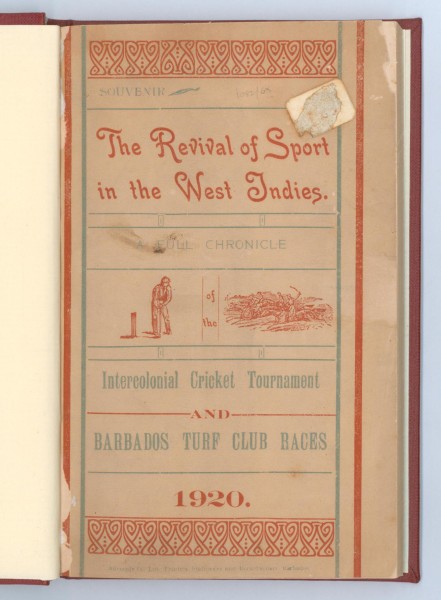 SOUVENIR
The Revival of Sport
in the West Indies.
A FULL CHRONICLE
of
the
Intercolonial Cricket Tournament
AND
BARBADOS TURF CLUB RACES
1920.